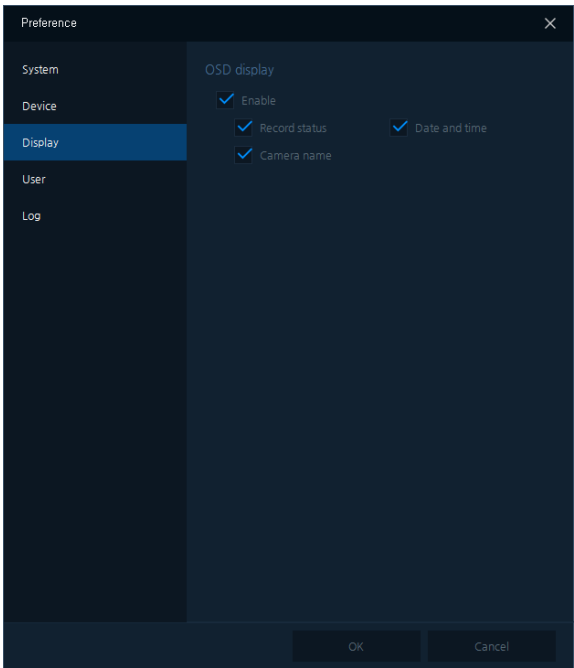 Preference
System
Device
Display
User
Log
OSD display
Enable
Record status
Date and time
Camera name
OK
Cancel